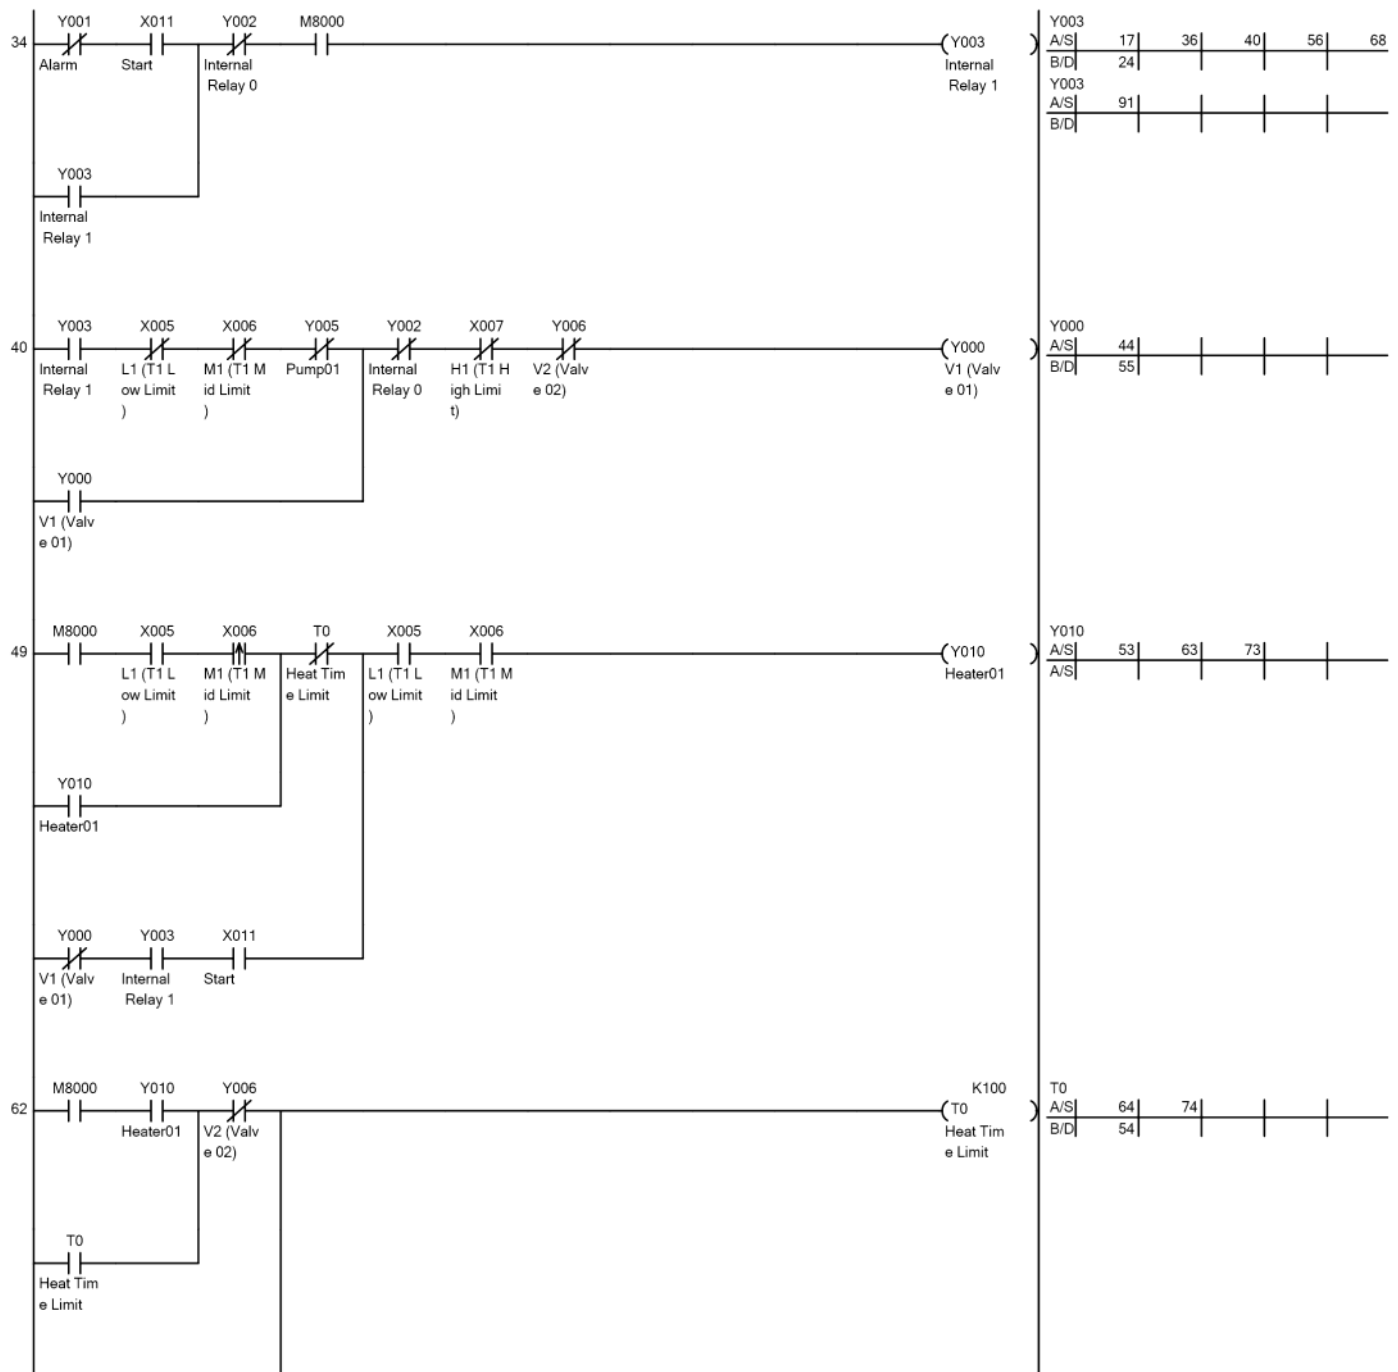 Y001 X011 Y002 M8000 Y003
34 Y003 A/S 17 36 40 56 68
Alarm Start Internal Internal B/D 24
Relay 0 Relay 1 Y003
A/S 91
B/D
Y003
Internal
Relay 1
Y003 X005 X006 Y005 Y002 X007 Y006 Y000
40 Y000 A/S 44
Internal L1 (T1 L M1 (T1 M Pump01 Internal H1 (T1 H V2 (Valv V1 (Valv B/D 55
Relay 1 ow Limit id Limit Relay 0 igh Limi e 02) e 01)
) ) t)
Y000
V1 (Valv
e 01)
M8000 X005 X006 T0 X005 X006 Y010
49 Y010 A/S 53 63 73
L1 (T1 L M1 (T1 M Heat Tim L1 (T1 L M1 (T1 M Heater01 A/S
ow Limit id Limit e Limit ow Limit id Limit
) ) ) )
Y010
Heater01
Y000 Y003 X011
V1 (Valv Internal Start
e 01) Relay 1
M8000 Y010 Y006 K100 T0
62 T0 A/S 64 74
Heater01 V2 (Valv Heat Tim B/D 54
e 02) e Limit
T0
Heat Tim
e Limit